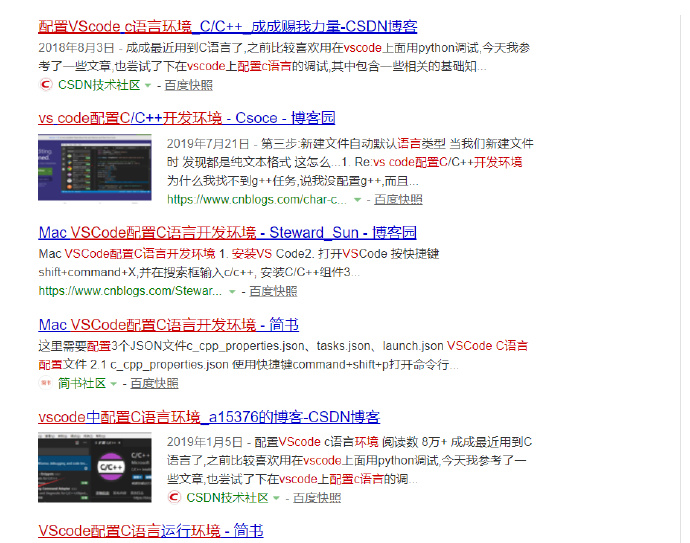 配置VScode c语言环境_C/C++_成成赐我力量-CSDN博客
2018年8月3日 - 成成最近用到C语言了,之前比较喜欢用在vscode上面用python调试,今天我参
考了一些文章,也尝试了下在vscode上配置c语言的调试,其中包含一些相关的基础知...
CSDN技术社区 - 百度快照
vs code配置C/C++开发环境 - Csoce - 博客园
2019年7月21日 - 第三步:新建文件自动默认语言类型 当我们新建文件
时 发现都是纯文本格式 这怎么...1. Re:vs code配置C/C++开发环境
为什么我找不到g++任务,说我没配置g++,而且...
https://www.cnblogs.com/char-c... - 百度快照
Mac VSCode配置C语言开发环境 - Steward_Sun - 博客园
Mac VSCode配置C语言开发环境 1. 安装VS Code2. 打开VSCode 按快捷键
shift+command+X,并在搜索框输入c/c++, 安装C/C++组件3...
https://www.cnblogs.com/Stewar... - 百度快照
Mac VSCode配置C语言开发环境 - 简书
这里需要配置3个JSON文件c_cpp_properties.json、tasks.json、launch.json VSCode C语言
配置文件 2.1 c_cpp_properties.json 使用快捷键command+shift+p打开命令行...
简书社区 - 百度快照
vscode中配置C语言环境_a15376的博客-CSDN博客
2019年1月5日 - 配置VScode c语言环境 阅读数 8万+ 成成最近用到C
语言了,之前比较喜欢用在vscode上面用python调试,今天我参考了一
些文章,也尝试了下在vscode上配置c语言的调...
C/C++
CSDN技术社区 - 百度快照
VScode配置C语言运行环境 - 简书